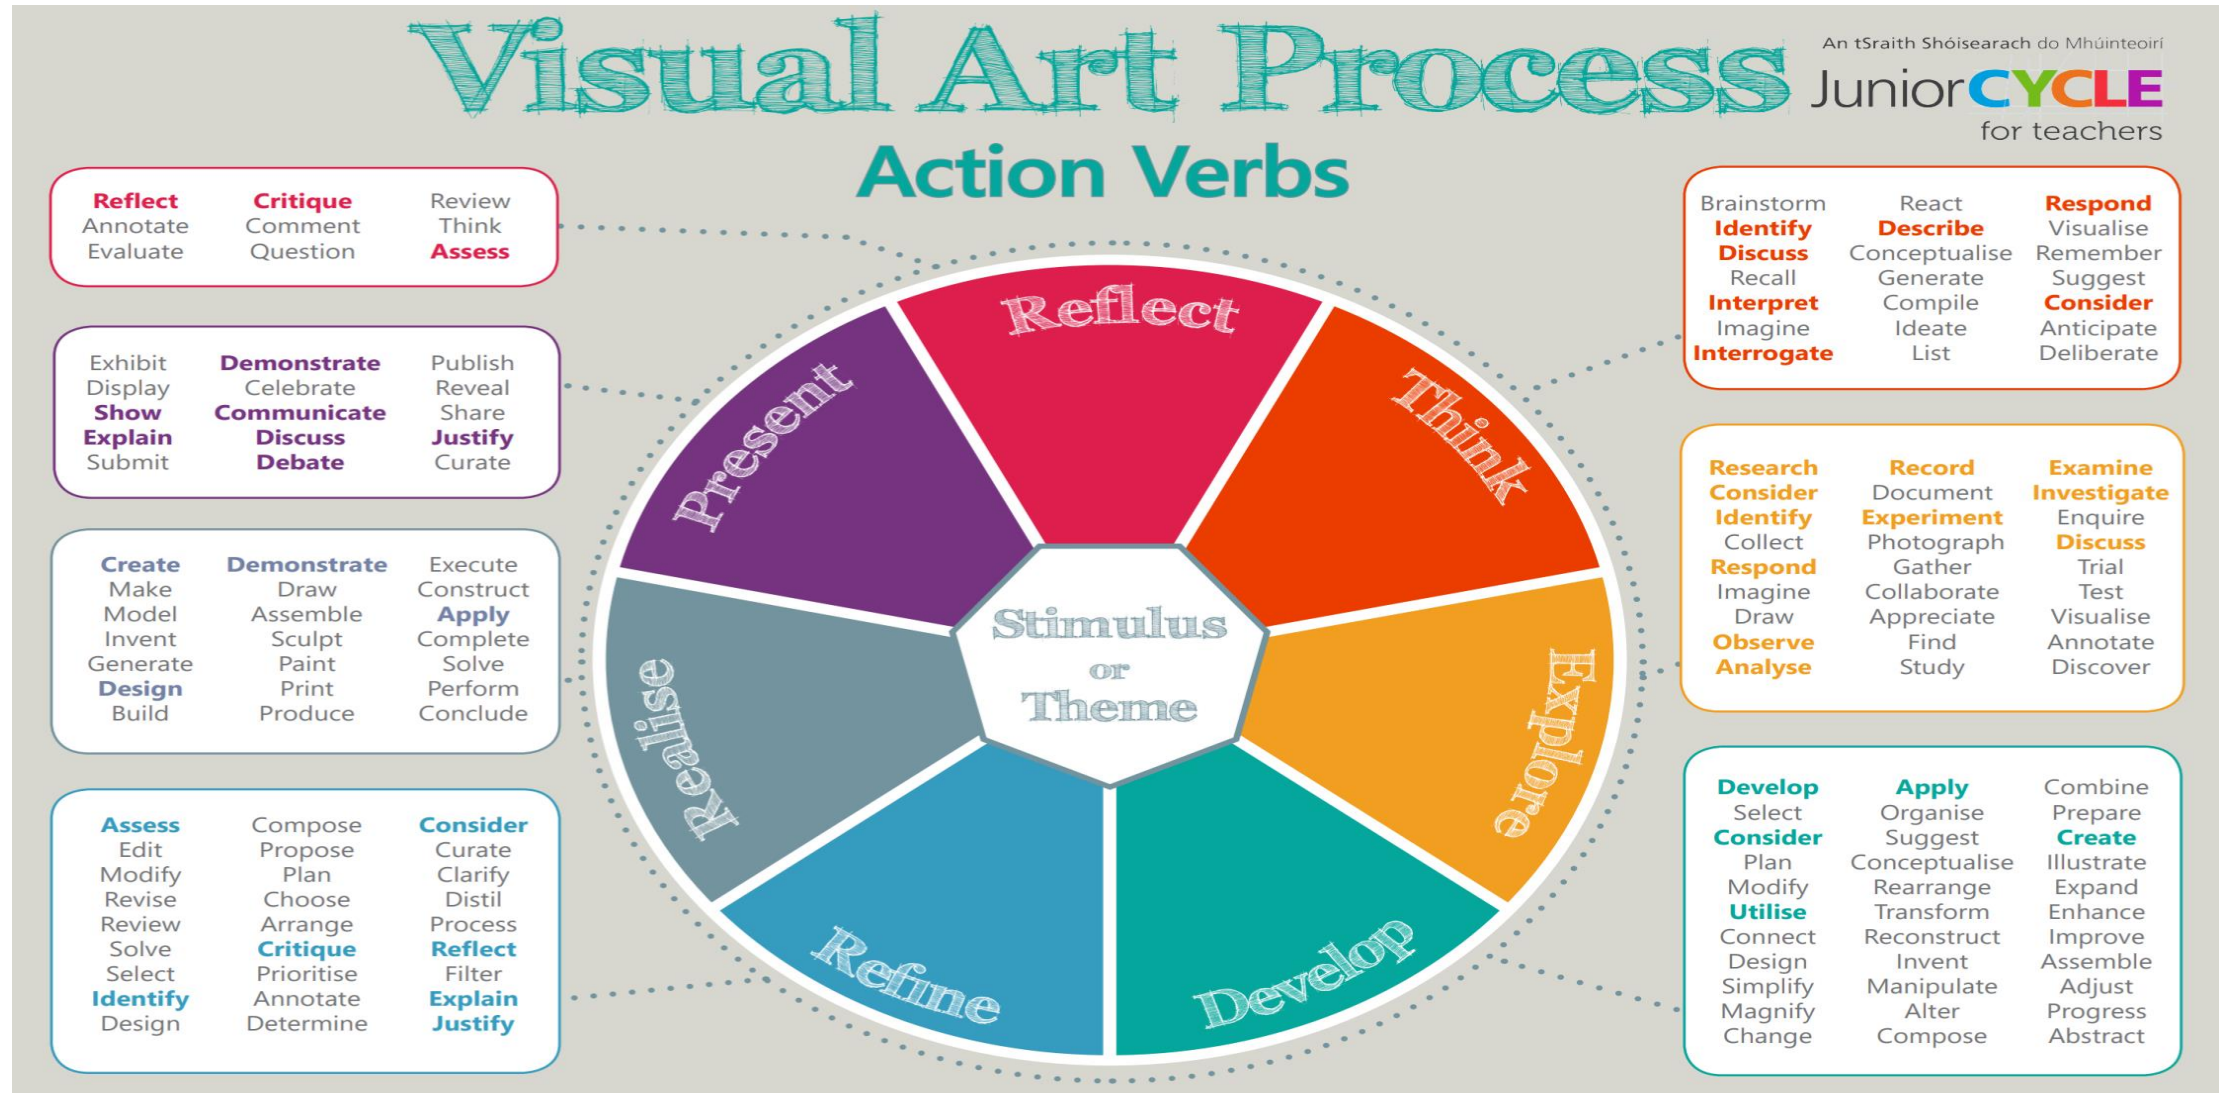 Visual Art Process
An tSraith Shóisearach do Mhúinteoirí
JuniorCYCLE
for teachers
Action Verbs
Reflect Critique Review
Annotate Comment Think
Evaluate Question Assess
Exhibit Demonstrate Publish
Display Celebrate Reveal
Show Communicate Share
Explain Discuss Justify
Submit Debate Curate
Create Demonstrate Execute
Make Draw Construct
Model Assemble Apply
Invent Sculpt Complete
Generate Paint Solve
Design Print Perform
Build Produce Conclude
Assess Compose Consider
Edit Propose Curate
Modify Plan Clarify
Revise Choose Distil
Review Arrange Process
Solve Critique Reflect
Select Prioritise Filter
Identify Annotate Explain
Design Determine Justify
Reflect
Think
Explore
Develop
Refine
Realise
Present
Stimulus
or
Theme
Brainstorm React Respond
Identify Describe Visualise
Discuss Conceptualise Remember
Recall Generate Suggest
Interpret Compile Consider
Imagine Ideate Anticipate
Interrogate List Deliberate
Research Record Examine
Consider Document Investigate
Identify Experiment Enquire
Collect Photograph Discuss
Respond Gather Trial
Imagine Collaborate Test
Draw Appreciate Visualise
Observe Find Annotate
Analyse Study Discover
Develop Apply Combine
Select Organise Prepare
Consider Suggest Create
Plan Conceptualise Illustrate
Modify Rearrange Expand
Utilise Transform Enhance
Connect Reconstruct Improve
Design Invent Assemble
Simplify Manipulate Adjust
Magnify Alter Progress
Change Compose Abstract